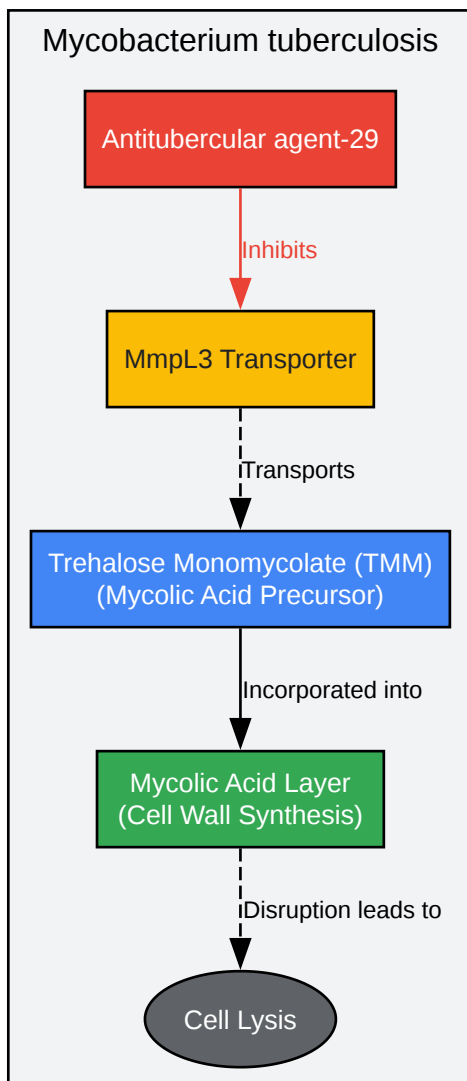 Mycobacterium tuberculosis
Antitubercular agent-29
Inhibits
MmpL3 Transporter
Transports
Trehalose Monomycolate (TMM)
(Mycolic Acid Precursor)
Incorporated into
Mycolic Acid Layer
(Cell Wall Synthesis)
Disruption leads to
Cell Lysis